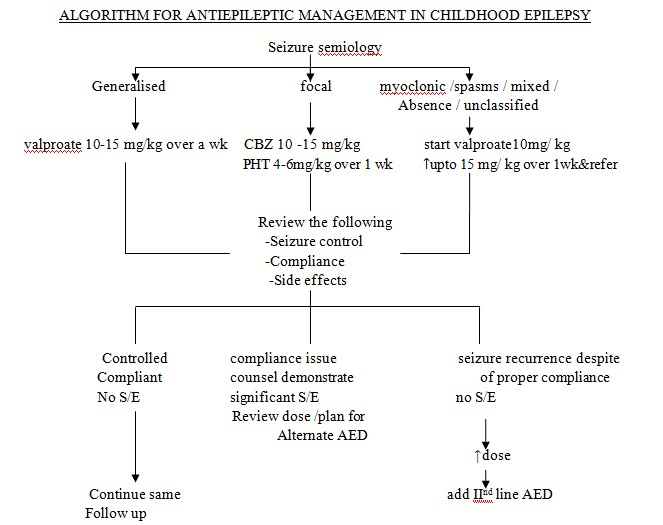 ALGORITHM FOR ANTIEPILEPTIC MANAGEMENT IN CHILDHOOD EPILEPSY
Seizure semiology
Generalised
valproate 10-15 mg/kg over a wk
focal
CBZ 10 -15 mg/kg
PHT 4-6mg/kg over 1 wk
myoclonic /spasms / mixed /
Absence / unclassified
start valproate10mg/ kg
↑upto 15 mg/ kg over 1wk&refer
Review the following
-Seizure control
-Compliance
-Side effects
Controlled
Compliant
No S/E
Continue same
Follow up
compliance issue
counsel demonstrate
significant S/E
Review dose /plan for
Alternate AED
seizure recurrence despite
of proper compliance
no S/E
↑dose
add IInd line AED